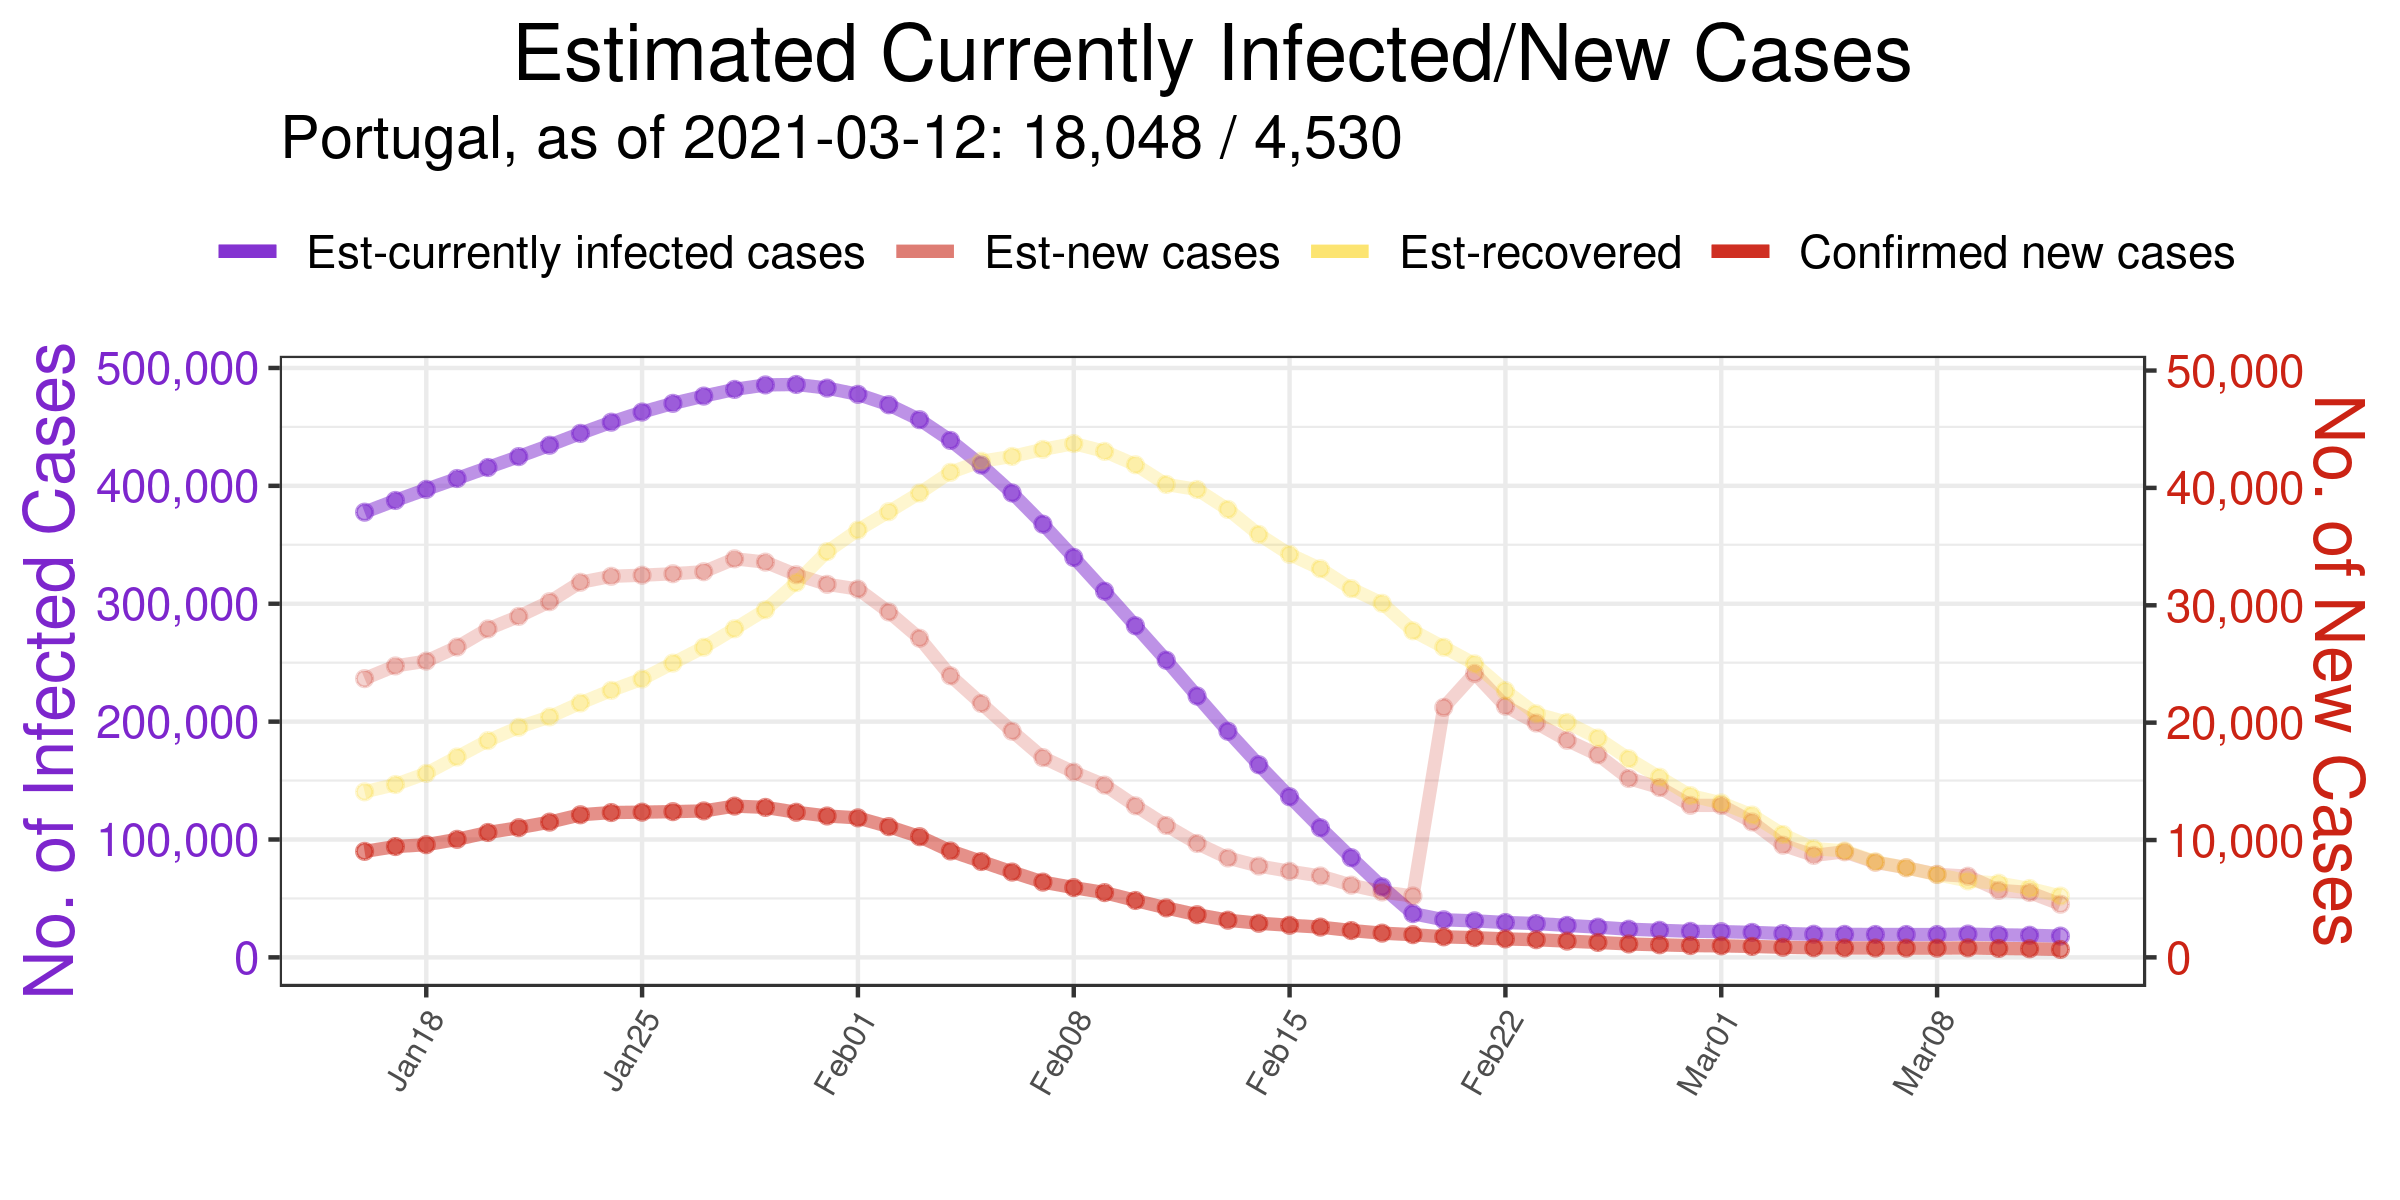 Estimated Currently Infected/New Cases
Portugal, as of 2021-03-12: 18,048 / 4,530
Est-currently infected cases Est-new cases Est-recovered Confirmed new cases
No. of Infected Cases
500,000
400,000
300,000
200,000
100,000
0
50,000
40,000
30,000
20,000
10,000
0
No. of New Cases
Jan18 Jan25 Feb01 Feb08 Feb15 Feb22 Mar01 Mar08